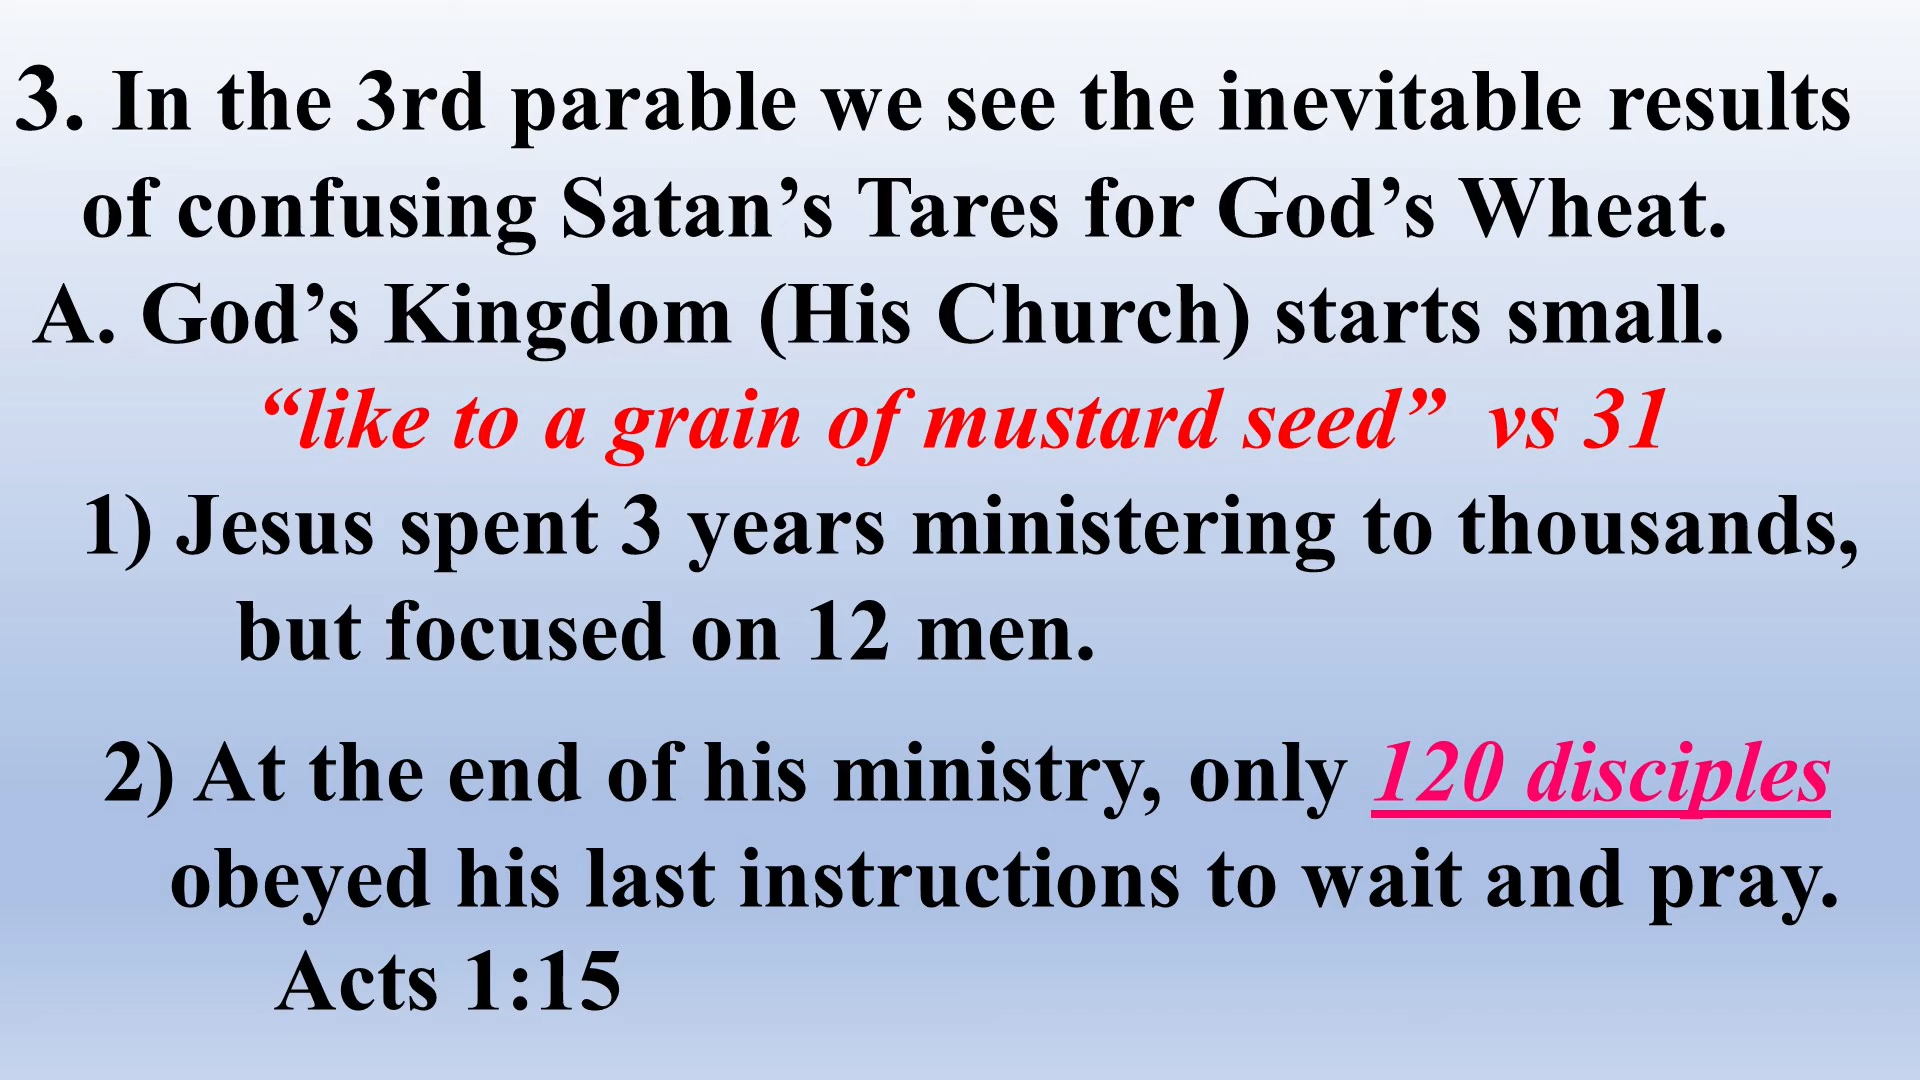 3. In the 3rd parable we see the inevitable results
of confusing Satan’s Tares for God’s Wheat.
A. God’s Kingdom (His Church) starts small.
“like to a grain of mustard seed” vs 31
1) Jesus spent 3 years ministering to thousands,
but focused on 12 men.
2) At the end of his ministry, only 120 disciples
obeyed his last instructions to wait and pray.
Acts 1:15